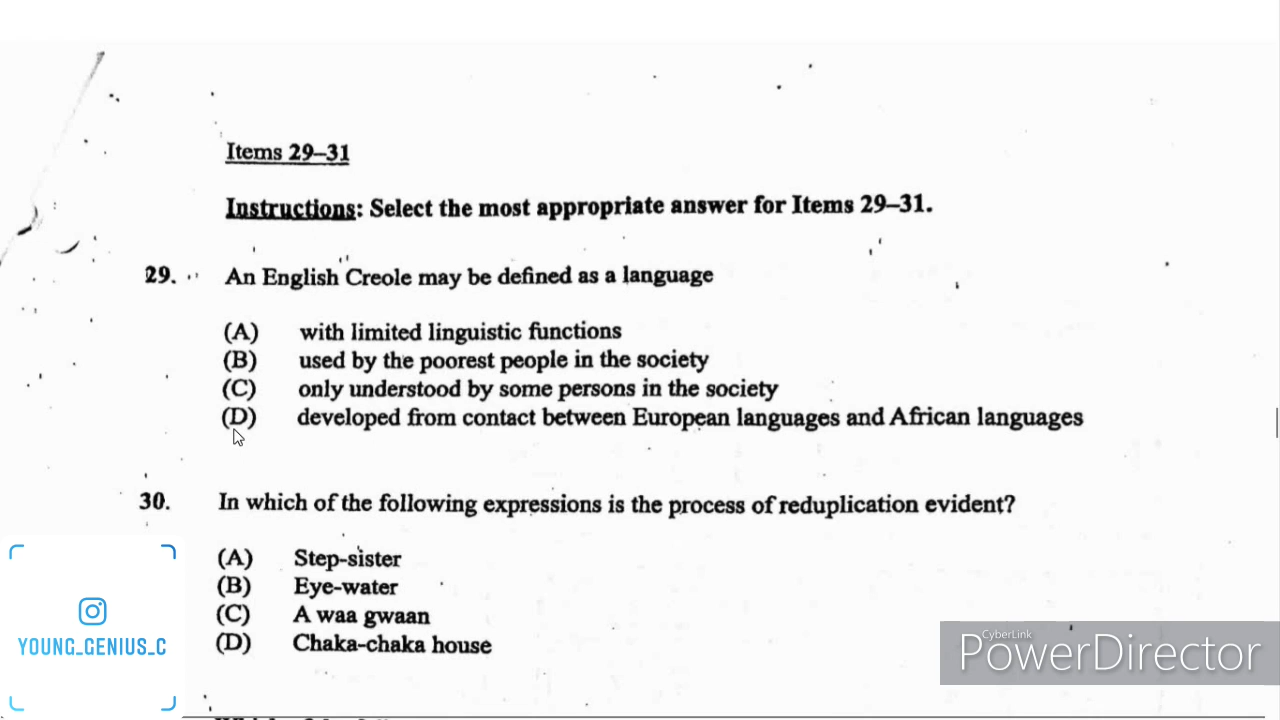 Items 29–31
Instructions: Select the most appropriate answer for Items 29–31.
29. An English Creole may be defined as a language
(A) with limited linguistic functions
(B) used by the poorest people in the society
(C) only understood by some persons in the society
(D) developed from contact between European languages and African languages
30. In which of the following expressions is the process of reduplication evident?
(A) Step-sister
(B) Eye-water
(C) A waa gwaan
(D) Chaka-chaka house
YOUNG_GENIUS_C
CyberLink
PowerDirector